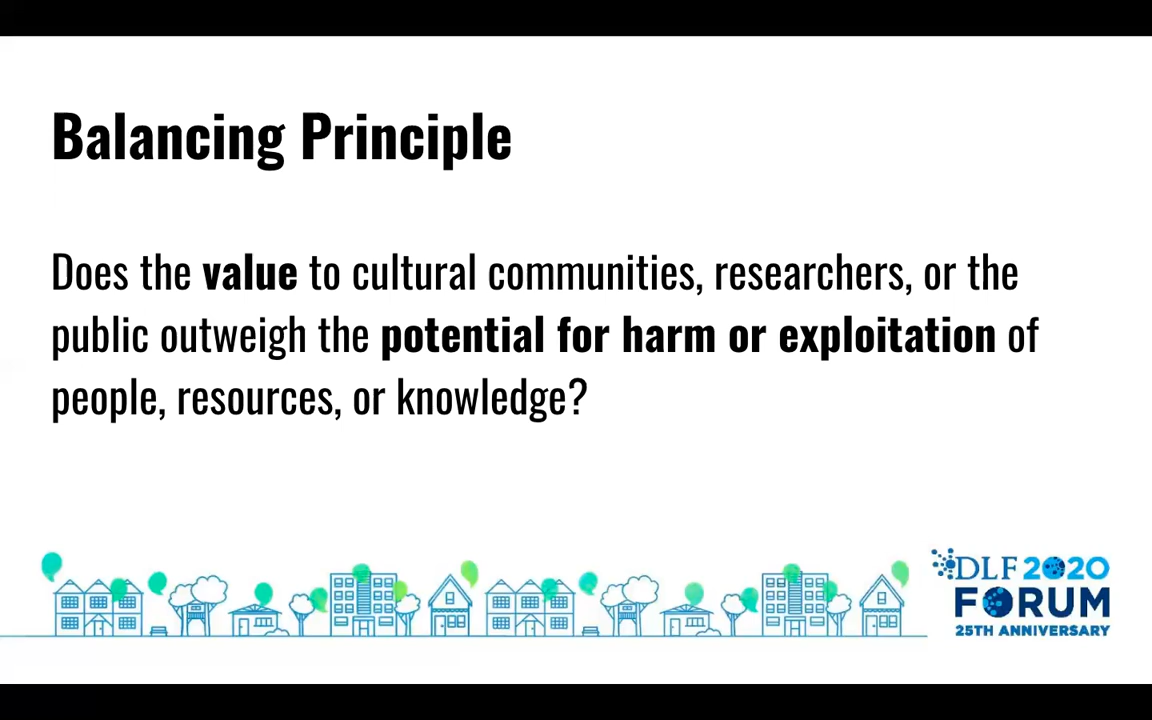 Balancing Principle
Does the value to cultural communities, researchers, or the
public outweigh the potential for harm or exploitation of
people, resources, or knowledge?
DLF 2020
FORUM
25TH ANNIVERSARY